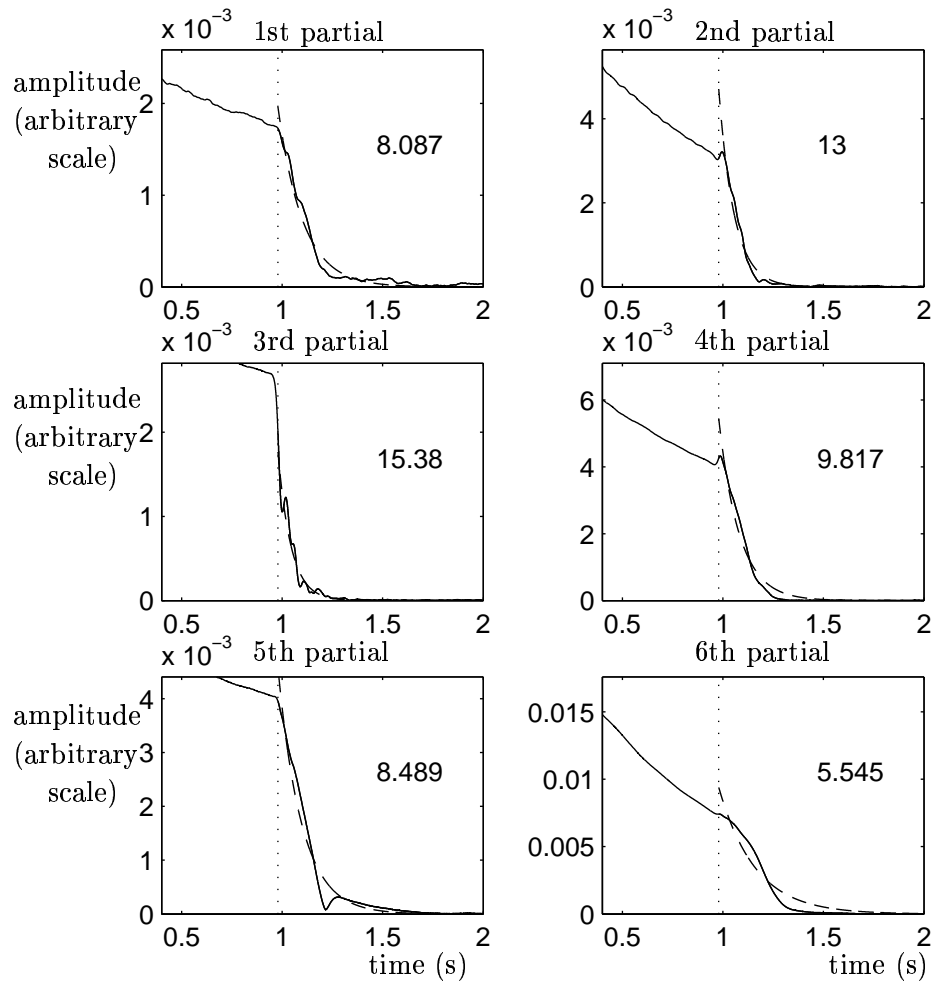 x 10−3
1st partial
x 10−3
2nd partial
amplitude
(arbitrary
scale)
2
1
0
8.087
0.5
1
1.5
2
4
2
0
13
0.5
1
1.5
2
x 10−3
3rd partial
x 10−3
4th partial
amplitude
(arbitrary
scale)
2
1
0
15.38
0.5
1
1.5
2
6
4
2
0
9.817
0.5
1
1.5
2
x 10−3
5th partial
6th partial
amplitude
(arbitrary
scale)
4
3
2
1
0
8.489
0.5
1
1.5
2
time (s)
0.015
0.01
0.005
0
5.545
0.5
1
1.5
2
time (s)